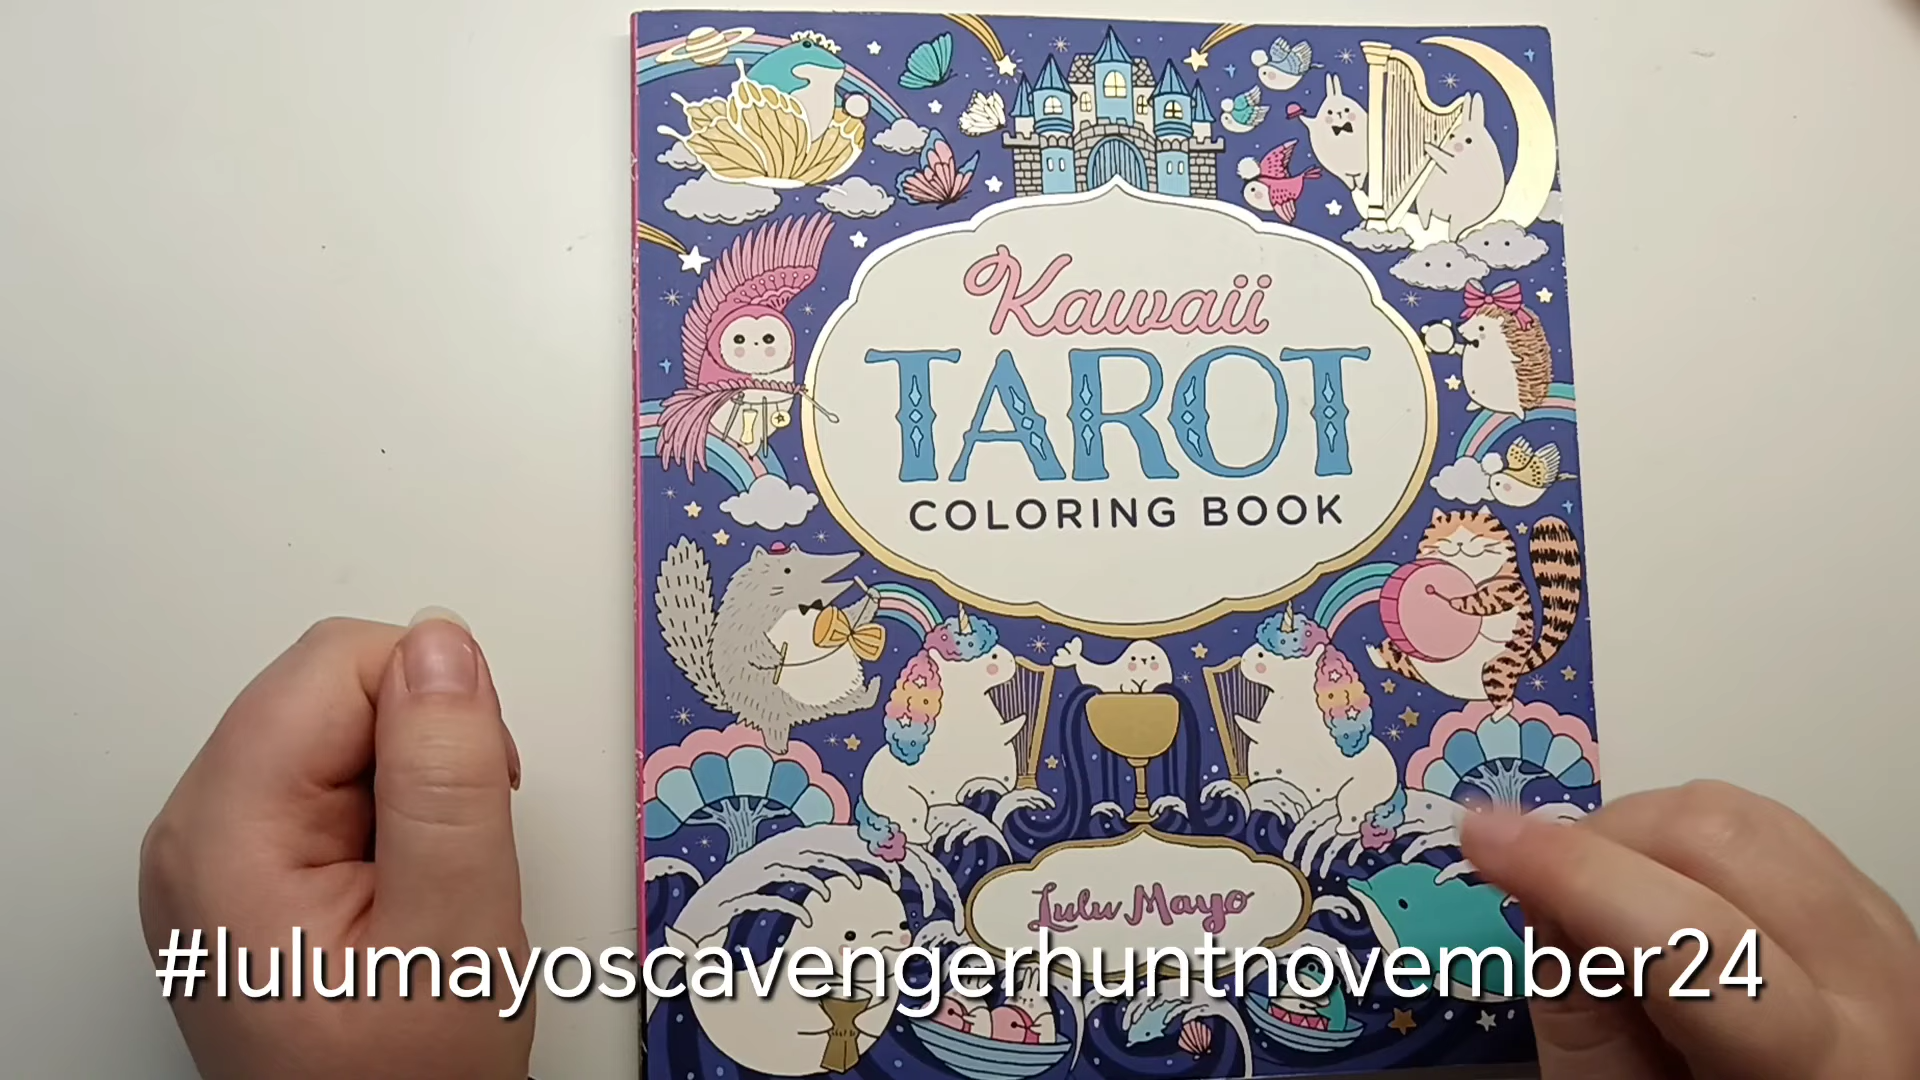 Kawaii
TAROT
COLORING BOOK
Lulu Mayo
#lulumayoscavengerhuntnovember24